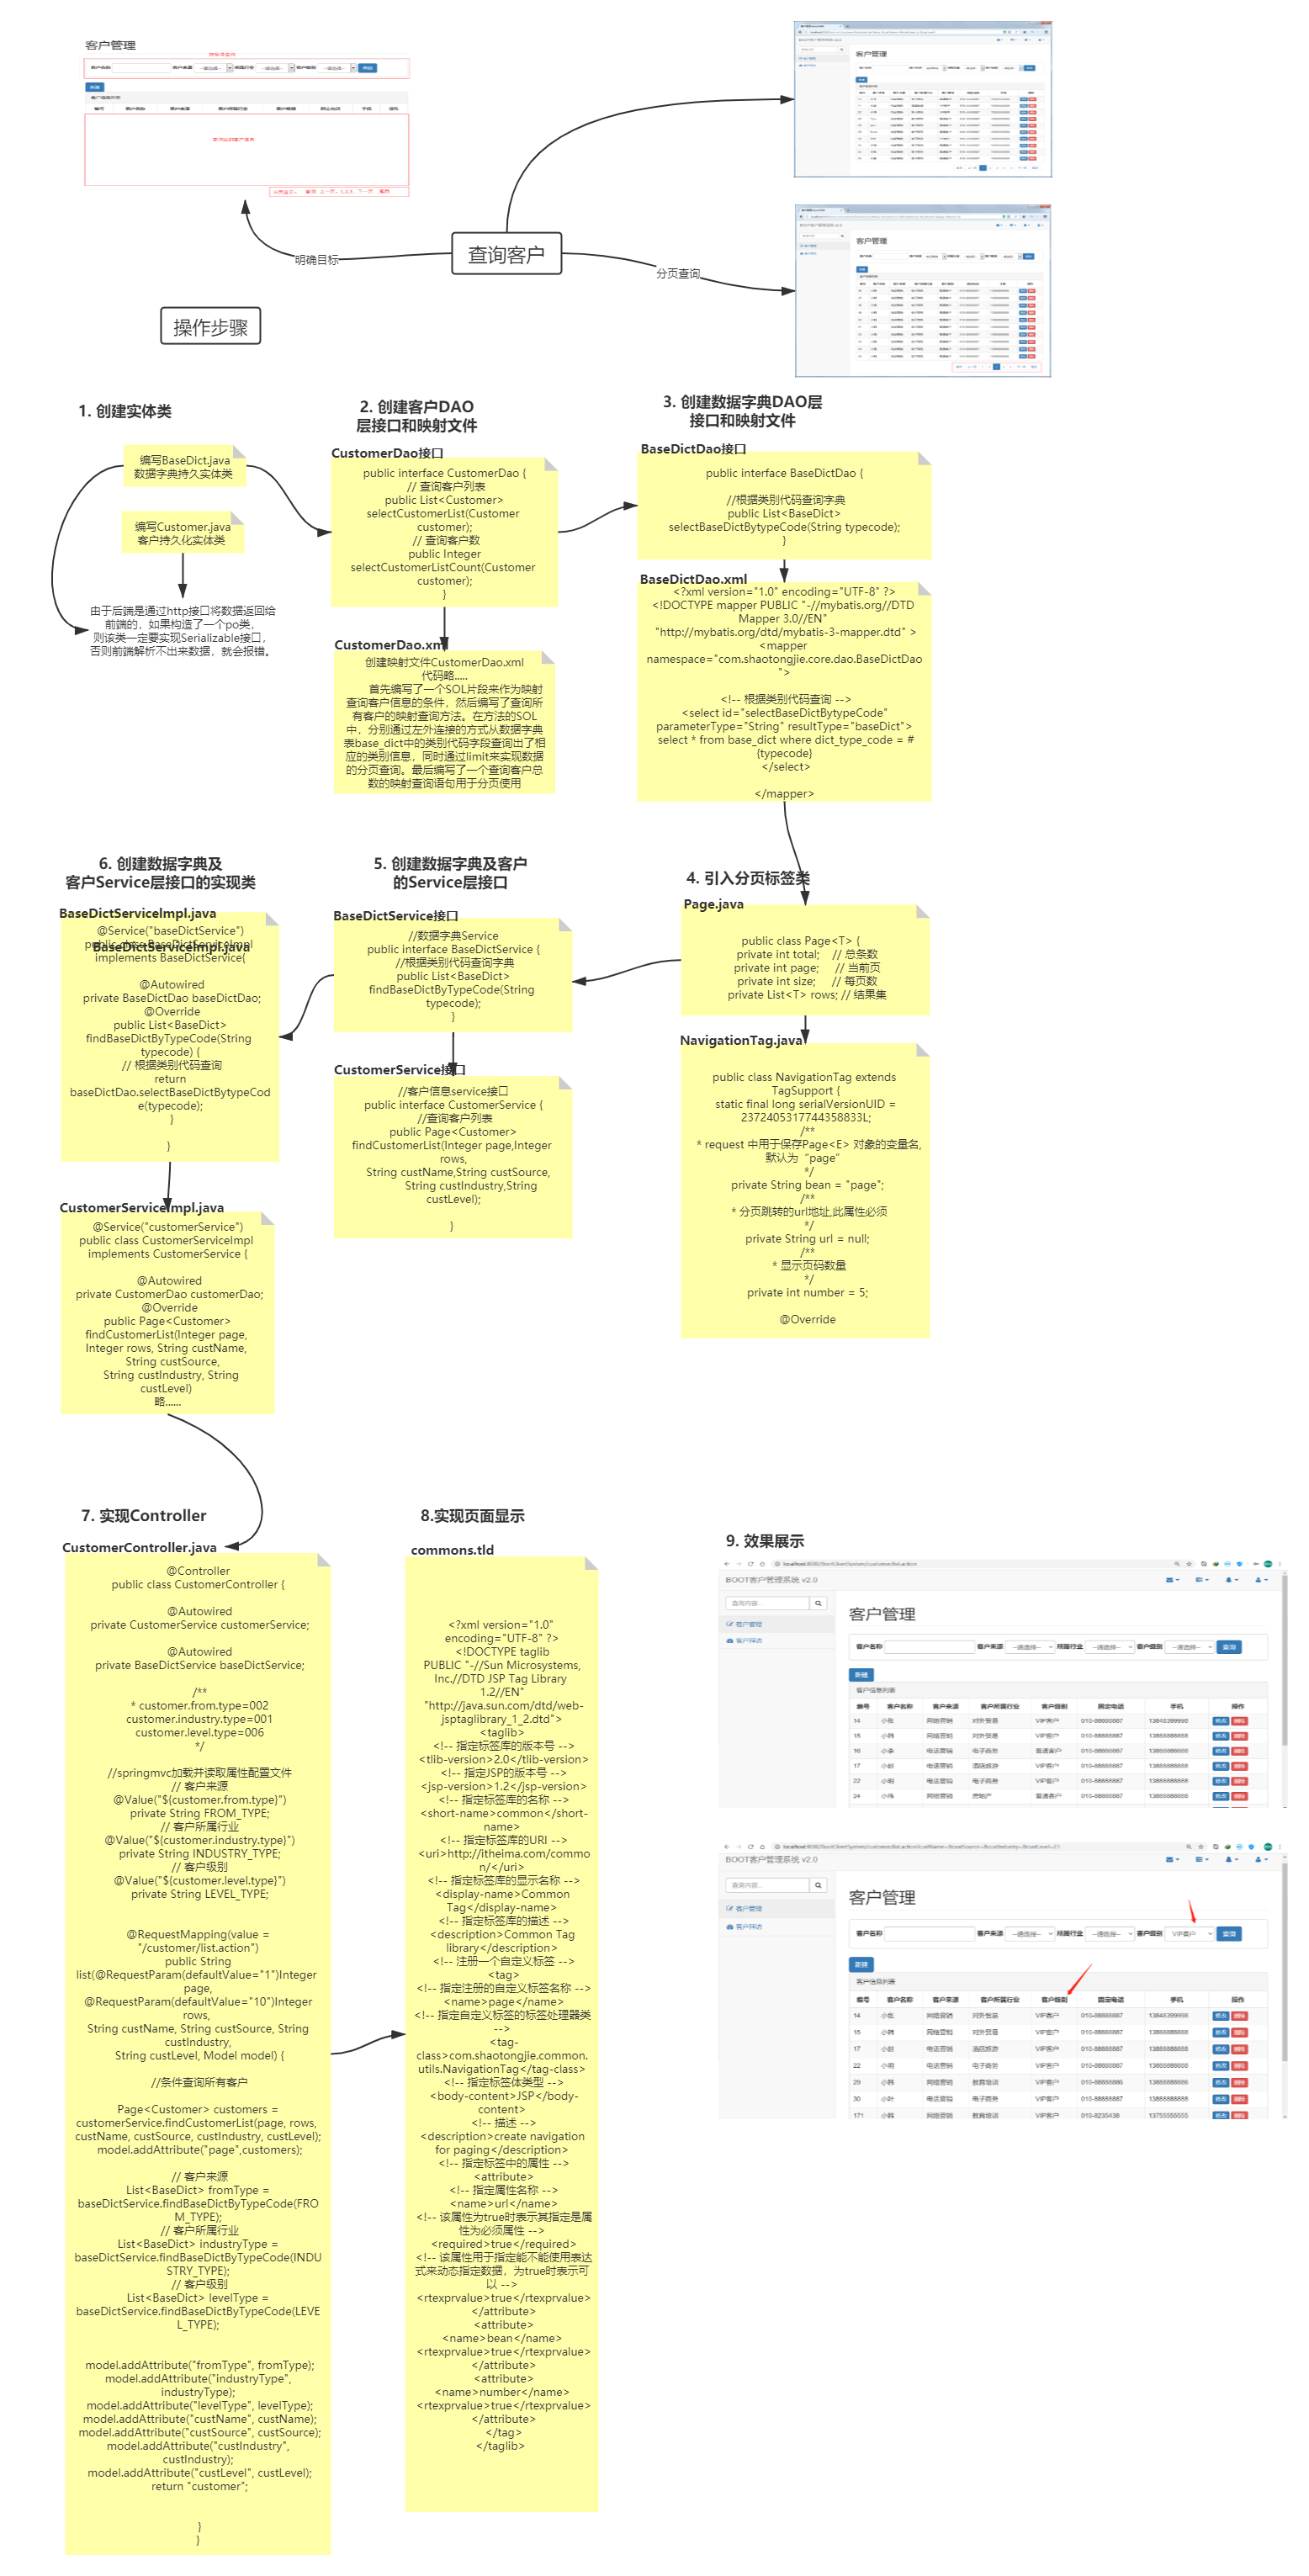 客户管理
查询客户
明确目标
分页查询
操作步骤
1. 创建实体类
编写BaseDict.java
数据字典持久实体类
编写Customer.java
客户持久化实体类
由于后端是通过http接口将数据返回给
前端的，如果构造了一个po类，
则该类一定要实现Serializable接口，
否则前端解析不出来数据，就会报错。
2. 创建客户DAO
层接口和映射文件
CustomerDao接口
public interface CustomerDao {
// 查询客户列表
public List<Customer>
selectCustomerList(Customer
customer);
// 查询客户数
public Integer
selectCustomerListCount(Customer
customer);
}
CustomerDao.xml
创建映射文件CustomerDao.xml
代码略.....
首先编写了一个SOL片段来作为映射
查询客户信息的条件，然后编写了查询所
有客户的映射查询方法。在方法的SOL
中，分别通过左外连接的方式从数据字典
表base_dict中的类别代码字段查询出了相
应的类别信息，同时通过limit来实现数据
的分页查询。最后编写了一个查询客户总
数的映射查询语句用于分页使用
3. 创建数据字典DAO层
接口和映射文件
BaseDictDao接口
public interface BaseDictDao {
//根据类别代码查询字典
public List<BaseDict>
selectBaseDictBytypeCode(String typecode);
}
BaseDictDao.xml
<?xml version="1.0" encoding="UTF-8" ?>
<!DOCTYPE mapper PUBLIC "-//mybatis.org//DTD
Mapper 3.0//EN"
"http://mybatis.org/dtd/mybatis-3-mapper.dtd" >
<mapper
namespace="com.shaotongjie.core.dao.BaseDictDao
">
<!-- 根据类别代码查询 -->
<select id="selectBaseDictBytypeCode"
parameterType="String" resultType="baseDict">
select * from base_dict where dict_type_code = #
{typecode}
</select>
</mapper>
4. 引入分页标签类
Page.java
public class Page<T> {
private int total; // 总条数
private int page; // 当前页
private int size; // 每页数
private List<T> rows; // 结果集
NavigationTag.java
public class NavigationTag extends
TagSupport {
static final long serialVersionUID =
2372405317744358833L;
/**
* request 中用于保存Page<E> 对象的变量名,
默认为“page”
*/
private String bean = "page";
/**
* 分页跳转的url地址,此属性必须
*/
private String url = null;
/**
* 显示页码数量
*/
private int number = 5;
@Override
5. 创建数据字典及客户
的Service层接口
BaseDictService接口
//数据字典Service
public interface BaseDictService {
//根据类别代码查询字典
public List<BaseDict>
findBaseDictByTypeCode(String
typecode);
}
CustomerService接口
//客户信息service接口
public interface CustomerService {
//查询客户列表
public Page<Customer>
findCustomerList(Integer page,Integer
rows,
String custName,String custSource,
String custIndustry,String
custLevel);
}
6. 创建数据字典及
客户Service层接口的实现类
BaseDictServiceImpl.java
@Service("baseDictService")
public class BaseDictServiceImpl
BaseDictServiceImpl.java
implements BaseDictService{
@Autowired
private BaseDictDao baseDictDao;
@Override
public List<BaseDict>
findBaseDictByTypeCode(String
typecode) {
// 根据类别代码查询
return
baseDictDao.selectBaseDictBytypeCod
e(typecode);
}
}
CustomerServiceImpl.java
@Service("customerService")
public class CustomerServiceImpl
implements CustomerService {
@Autowired
private CustomerDao customerDao;
@Override
public Page<Customer>
findCustomerList(Integer page,
Integer rows, String custName,
String custSource,
String custIndustry, String
custLevel)
略......
7. 实现Controller
CustomerController.java
@Controller
public class CustomerController {
@Autowired
private CustomerService customerService;
@Autowired
private BaseDictService baseDictService;
/**
* customer.from.type=002
customer.industry.type=001
customer.level.type=006
*/
//springmvc加载并读取属性配置文件
// 客户来源
@Value("${customer.from.type}")
private String FROM_TYPE;
// 客户所属行业
@Value("${customer.industry.type}")
private String INDUSTRY_TYPE;
// 客户级别
@Value("${customer.level.type}")
private String LEVEL_TYPE;
@RequestMapping(value =
"/customer/list.action")
public String
list(@RequestParam(defaultValue="1")Integer
page,
@RequestParam(defaultValue="10")Integer
rows,
String custName, String custSource, String
custIndustry,
String custLevel, Model model) {
//条件查询所有客户
Page<Customer> customers =
customerService.findCustomerList(page, rows,
custName, custSource, custIndustry, custLevel);
model.addAttribute("page",customers);
// 客户来源
List<BaseDict> fromType =
baseDictService.findBaseDictByTypeCode(FRO
M_TYPE);
// 客户所属行业
List<BaseDict> industryType =
baseDictService.findBaseDictByTypeCode(INDU
STRY_TYPE);
// 客户级别
List<BaseDict> levelType =
baseDictService.findBaseDictByTypeCode(LEVE
L_TYPE);
model.addAttribute("fromType", fromType);
model.addAttribute("industryType",
industryType);
model.addAttribute("levelType", levelType);
model.addAttribute("custName", custName);
model.addAttribute("custSource", custSource);
model.addAttribute("custIndustry",
custIndustry);
model.addAttribute("custLevel", custLevel);
return "customer";
}
}
8.实现页面显示
commons.tld
<?xml version="1.0"
encoding="UTF-8" ?>
<!DOCTYPE taglib
PUBLIC "-//Sun Microsystems,
Inc.//DTD JSP Tag Library
1.2//EN"
"http://java.sun.com/dtd/web-
jsptaglibrary_1_2.dtd">
<taglib>
<!-- 指定标签库的版本号 -->
<tlib-version>2.0</tlib-version>
<!-- 指定JSP的版本号 -->
<jsp-version>1.2</jsp-version>
<!-- 指定标签库的名称 -->
<short-name>common</short-
name>
<!-- 指定标签库的URI -->
<uri>http://itheima.com/commo
n/</uri>
<!-- 指定标签库的显示名称 -->
<display-name>Common
Tag</display-name>
<!-- 指定标签库的描述 -->
<description>Common Tag
library</description>
<!-- 注册一个自定义标签 -->
<tag>
<!-- 指定注册的自定义标签名称 -->
<name>page</name>
<!-- 指定自定义标签的标签处理器类
-->
<tag-
class>com.shaotongjie.common.
utils.NavigationTag</tag-class>
<!-- 指定标签体类型 -->
<body-content>JSP</body-
content>
<!-- 描述 -->
<description>create navigation
for paging</description>
<!-- 指定标签中的属性 -->
<attribute>
<!-- 指定属性名称 -->
<name>url</name>
<!-- 该属性为true时表示其指定是属
性为必须属性 -->
<required>true</required>
<!-- 该属性用于指定能不能使用表达
式来动态指定数据，为true时表示可
以 -->
<rtexprvalue>true</rtexprvalue>
</attribute>
<attribute>
<name>bean</name>
<rtexprvalue>true</rtexprvalue>
</attribute>
<attribute>
<name>number</name>
<rtexprvalue>true</rtexprvalue>
</attribute>
</tag>
</taglib>
9. 效果展示
BOOT客户管理系统 v2.0
查询内容...
客户管理
客户拜访
客户管理
客户名称 客户来源 --请选择-- 所属行业 --请选择-- 客户级别 --请选择-- 查询
新建
客户信息列表
编号 客户名称 客户来源 客户所属行业 客户级别 固定电话 手机 操作
14 小张 网络营销 对外贸易 VIP客户 010-88888887 13848399998 修改 删除
15 小韩 网络营销 对外贸易 VIP客户 010-88888887 13888888888 修改 删除
16 小李 电话营销 电子商务 普通客户 010-88888887 13888888888 修改 删除
17 小赵 电话营销 酒店旅游 VIP客户 010-88888887 13888888888 修改 删除
22 小明 电话营销 电子商务 VIP客户 010-88888887 13888888888 修改 删除
24 小伟 网络营销 房地产 普通客户 010-88888887 13888888888 修改 删除
BOOT客户管理系统 v2.0
查询内容...
客户管理
客户拜访
客户管理
客户名称 客户来源 --请选择-- 所属行业 --请选择-- 客户级别 VIP客户 查询
新建
客户信息列表
编号 客户名称 客户来源 客户所属行业 客户级别 固定电话 手机 操作
14 小张 网络营销 对外贸易 VIP客户 010-88888887 13848399998 修改 删除
15 小韩 网络营销 对外贸易 VIP客户 010-88888887 13888888888 修改 删除
17 小赵 电话营销 酒店旅游 VIP客户 010-88888887 13888888888 修改 删除
22 小明 电话营销 电子商务 VIP客户 010-88888887 13888888888 修改 删除
29 小韩 网络营销 教育培训 VIP客户 010-88888886 13888888886 修改 删除
30 小叶 电话营销 电子商务 VIP客户 010-88888887 13888888888 修改 删除
171 小韩 网络营销 教育培训 VIP客户 010-8235438 13755555555 修改 删除